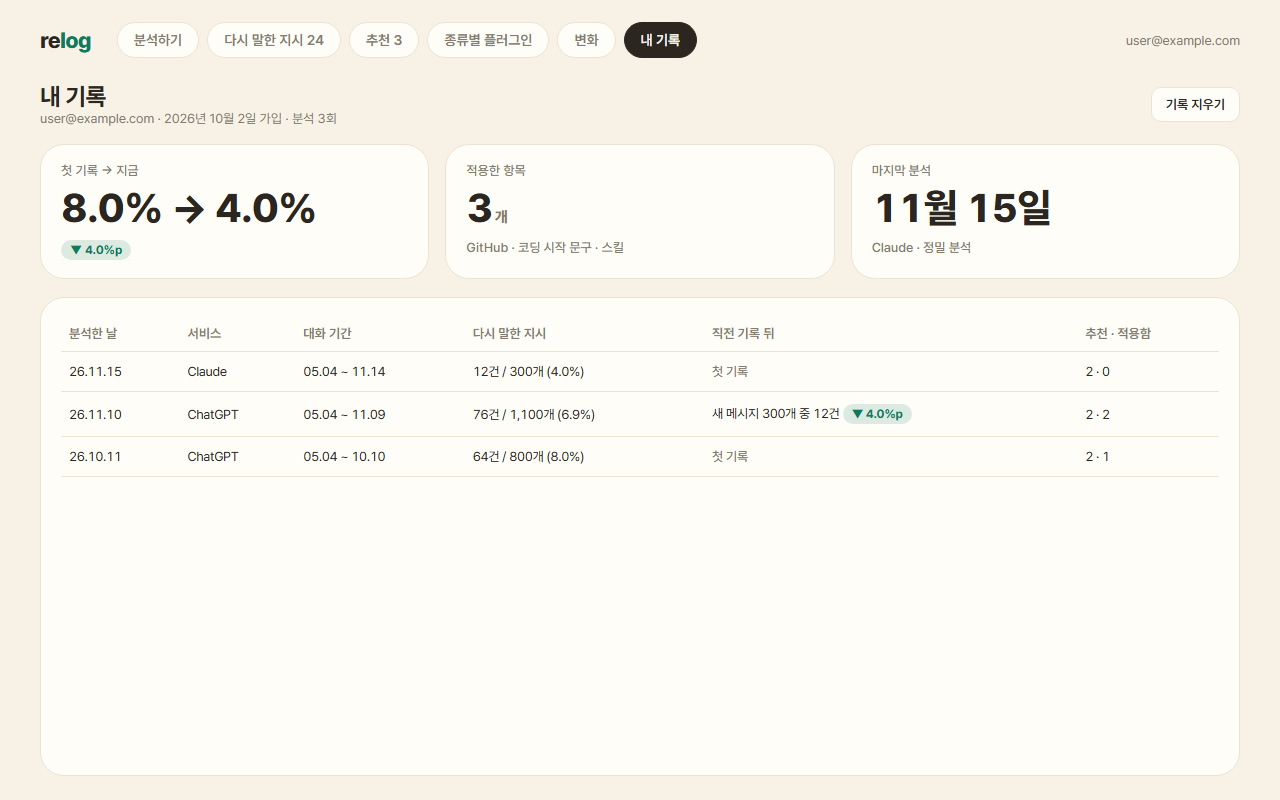 relog 분석하기 다시 말한 지시 24 추천 3 종류별 플러그인 변화 내 기록 user@example.com
내 기록
user@example.com · 2026년 10월 2일 가입 · 분석 3회
기록 지우기
첫 기록 → 지금
8.0% → 4.0%
▼ 4.0%p
적용한 항목
3개
GitHub · 코딩 시작 문구 · 스킬
마지막 분석
11월 15일
Claude · 정밀 분석
분석한 날 서비스 대화 기간 다시 말한 지시 직전 기록 뒤 추천 · 적용함
26.11.15 Claude 05.04 ~ 11.14 12건 / 300개 (4.0%) 첫 기록 2 · 0
26.11.10 ChatGPT 05.04 ~ 11.09 76건 / 1,100개 (6.9%) 새 메시지 300개 중 12건 ▼ 4.0%p 2 · 2
26.10.11 ChatGPT 05.04 ~ 10.10 64건 / 800개 (8.0%) 첫 기록 2 · 1